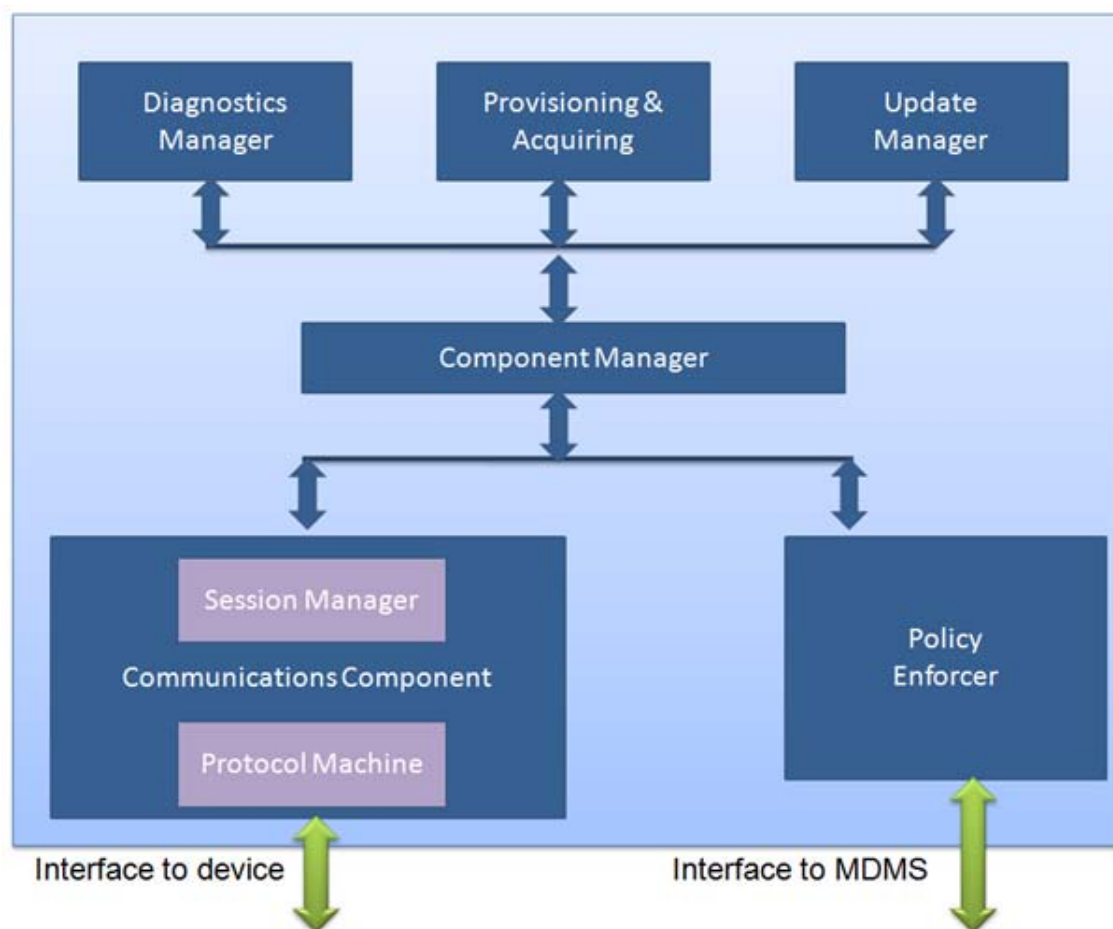 Diagnostics
Manager
Provisioning &
Acquiring
Update
Manager
Component Manager
Session Manager
Communications Component
Protocol Machine
Policy
Enforcer
Interface to device
Interface to MDMS